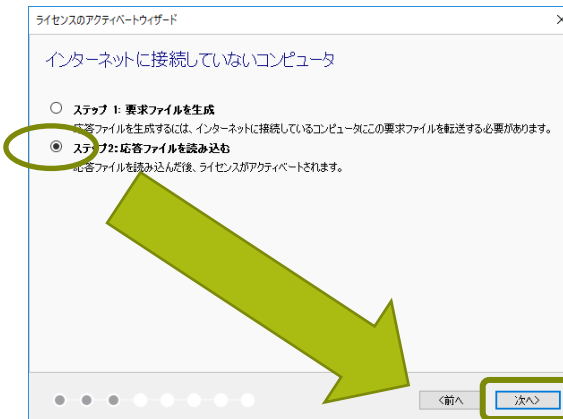 ライセンスのアクティベートウィザード
インターネットに接続していないコンピュータ
ステップ 1: 要求ファイルを生成
応答ファイルを生成するには、インターネットに接続しているコンピュータにこの要求ファイルを転送する必要があります。
ステップ2: 応答ファイルを読み込む
応答ファイルを読み込んだ後、ライセンスがアクティベートされます。
<前へ
次へ>